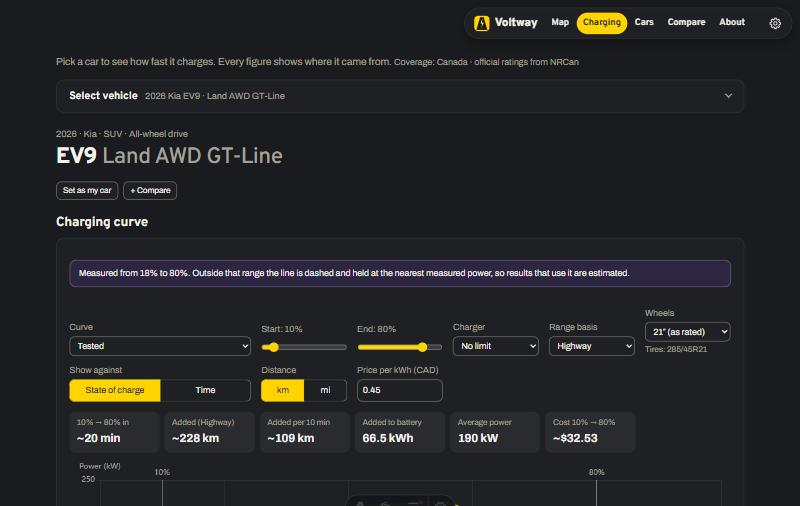 Voltway Map Charging Cars Compare About
Pick a car to see how fast it charges. Every figure shows where it came from. Coverage: Canada · official ratings from NRCan
Select vehicle 2026 Kia EV9 · Land AWD GT-Line
2026 · Kia · SUV · All-wheel drive
EV9 Land AWD GT-Line
Set as my car + Compare
Charging curve
Measured from 18% to 80%. Outside that range the line is dashed and held at the nearest measured power, so results that use it are estimated.
Curve Start: 10% End: 80% Charger Range basis Wheels
Tested No limit Highway 21" (as rated)
Tires: 285/45R21
Show against Distance Price per kWh (CAD)
State of charge Time km mi 0.45
10% → 80% in Added (Highway) Added per 10 min Added to battery Average power Cost 10% → 80%
~20 min ~228 km ~109 km 66.5 kWh 190 kW ~$32.53
Power (kW)
10% 80%
250